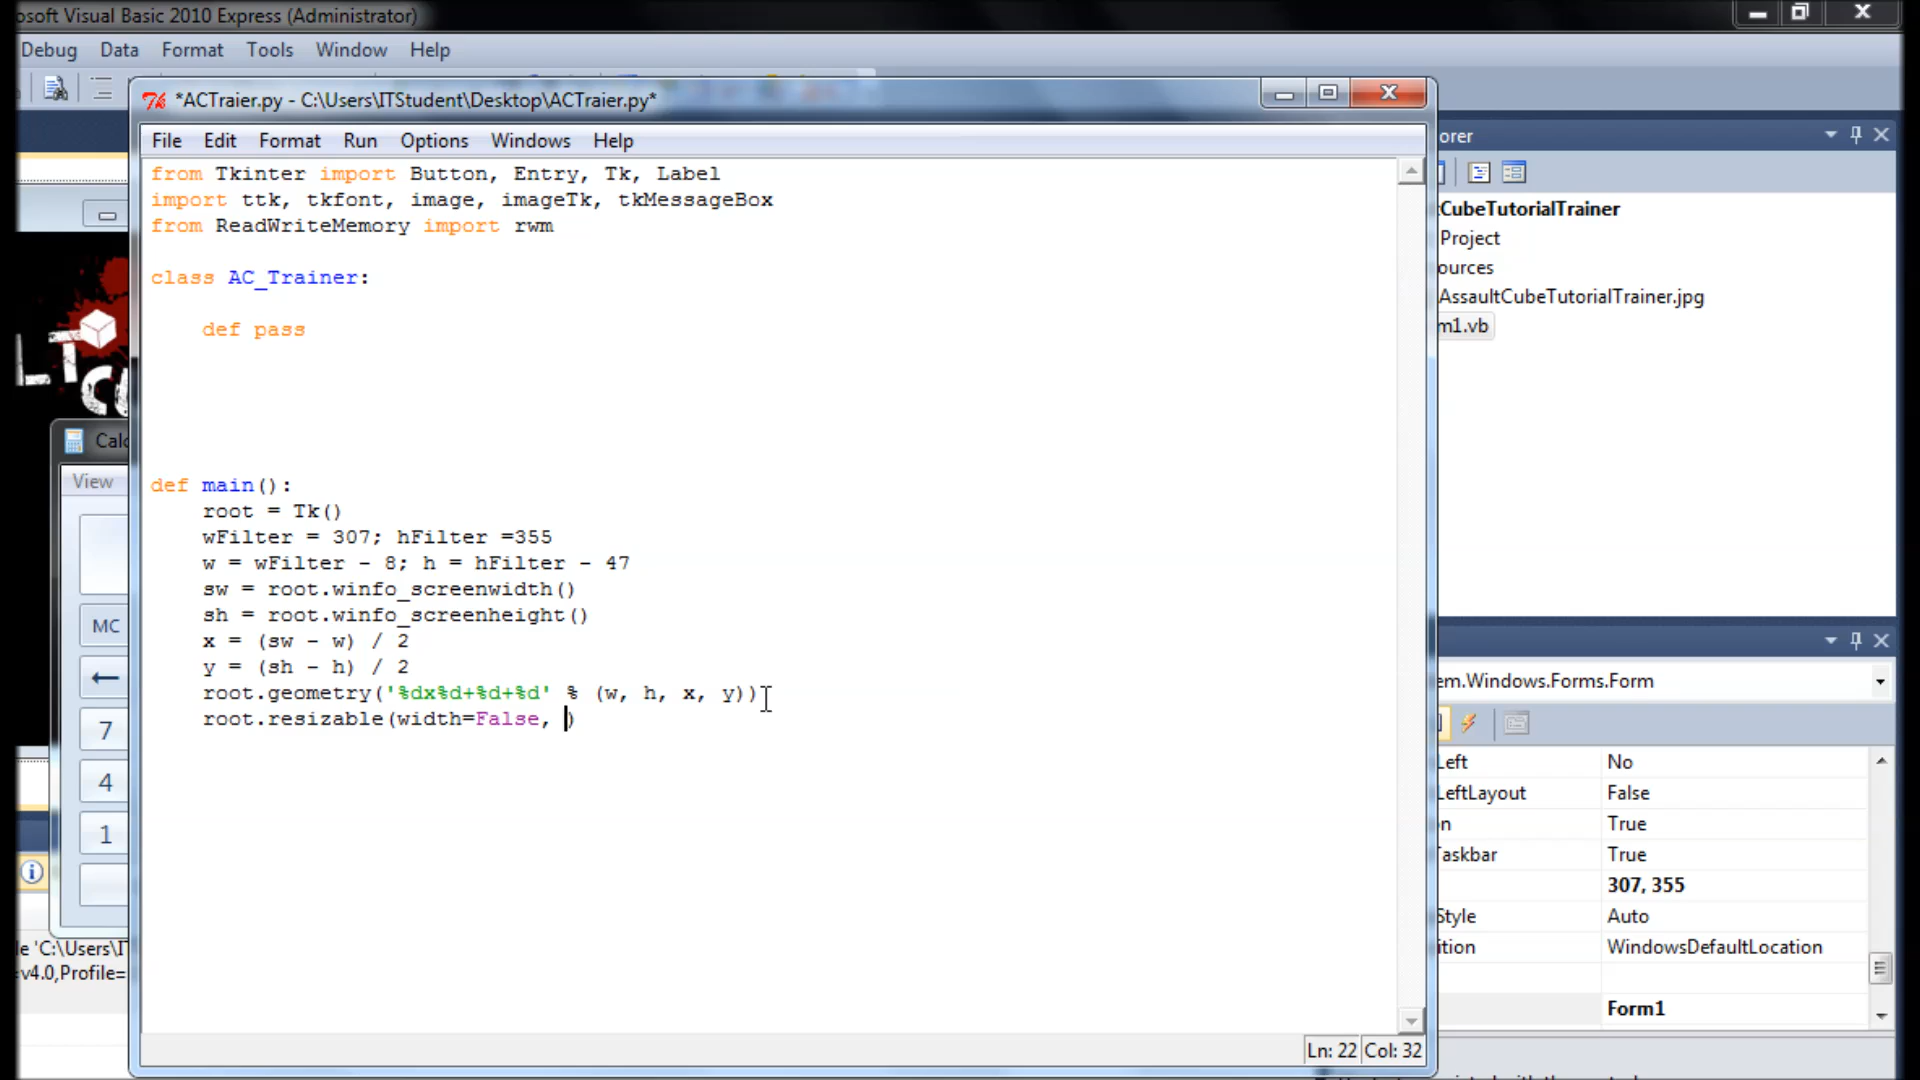 osoft Visual Basic 2010 Express (Administrator)
Debug Data Format Tools Window Help
*ACTraier.py - C:\Users\ITStudent\Desktop\ACTraier.py*
File Edit Format Run Options Windows Help
from Tkinter import Button, Entry, Tk, Label
import ttk, tkfont, image, imageTk, tkMessageBox
from ReadWriteMemory import rwm
class AC_Trainer:
def pass
def main():
root = Tk()
wFilter = 307; hFilter =355
w = wFilter - 8; h = hFilter - 47
sw = root.winfo_screenwidth()
sh = root.winfo_screenheight()
x = (sw - w) / 2
y = (sh - h) / 2
root.geometry('%dx%d+%d+%d' % (w, h, x, y))
root.resizable(width=False, )
Ln: 22 Col: 32
LT
CU
Calc
View
MC
←
7
4
1
le 'C:\Users\IT
=v4.0,Profile=
orer
tCubeTutorialTrainer
Project
ources
AssaultCubeTutorialTrainer.jpg
m1.vb
em.Windows.Forms.Form
Left No
LeftLayout False
n True
Taskbar True
307, 355
Style Auto
ition WindowsDefaultLocation
Form1